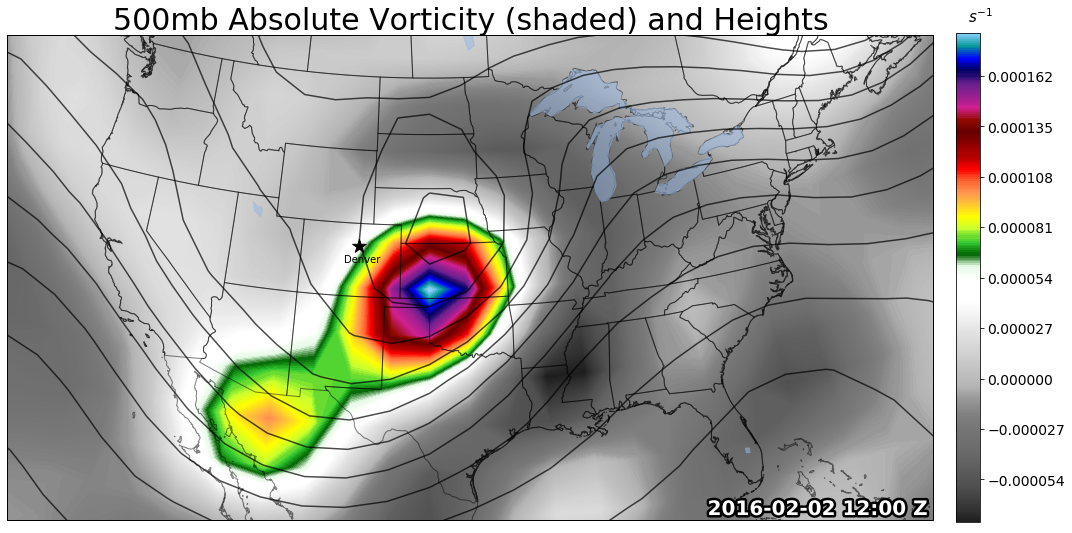 500mb Absolute Vorticity (shaded) and Heights
s⁻¹
0.000162
0.000135
0.000108
0.000081
0.000054
0.000027
0.000000
−0.000027
−0.000054
Denver
2016-02-02 12:00 Z